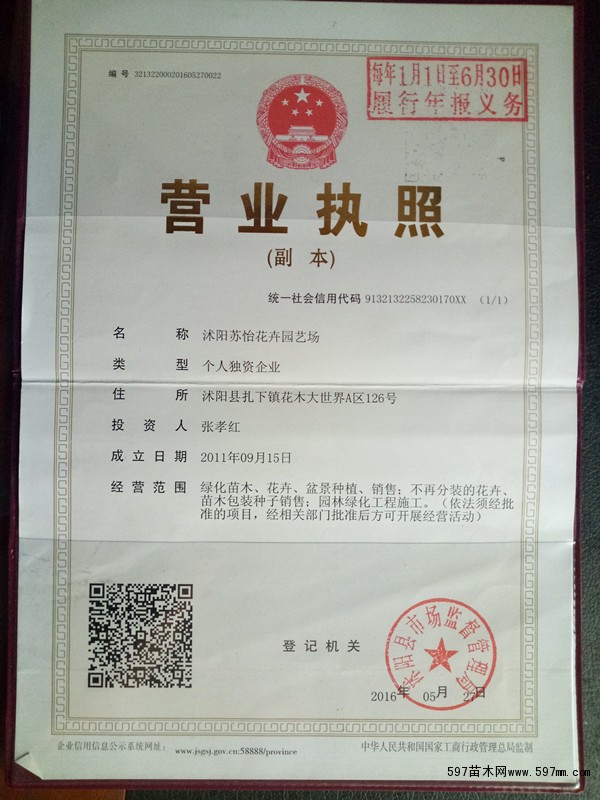 编 号 321322000201605270022
每年1月1日至6月30日
履行年报义务
营业执照
(副 本)
统一社会信用代码 9132132258230170XX (1/1)
名 称 沭阳苏怡花卉园艺场
类 型 个人独资企业
住 所 沭阳县扎下镇花木大世界A区126号
投 资 人 张孝红
成 立 日 期 2011年09月15日
经 营 范 围 绿化苗木、花卉、盆景种植、销售；不再分装的花卉、
苗木包装种子销售；园林绿化工程施工。（依法须经批
准的项目，经相关部门批准后方可开展经营活动）
登 记 机 关
沭阳县市场监督管理局
2016年 05月 27日
企业信用信息公示系统网址： www.jsgsj.gov.cn:58888/province
中华人民共和国国家工商行政管理总局监制
597苗木网www.597mm.com